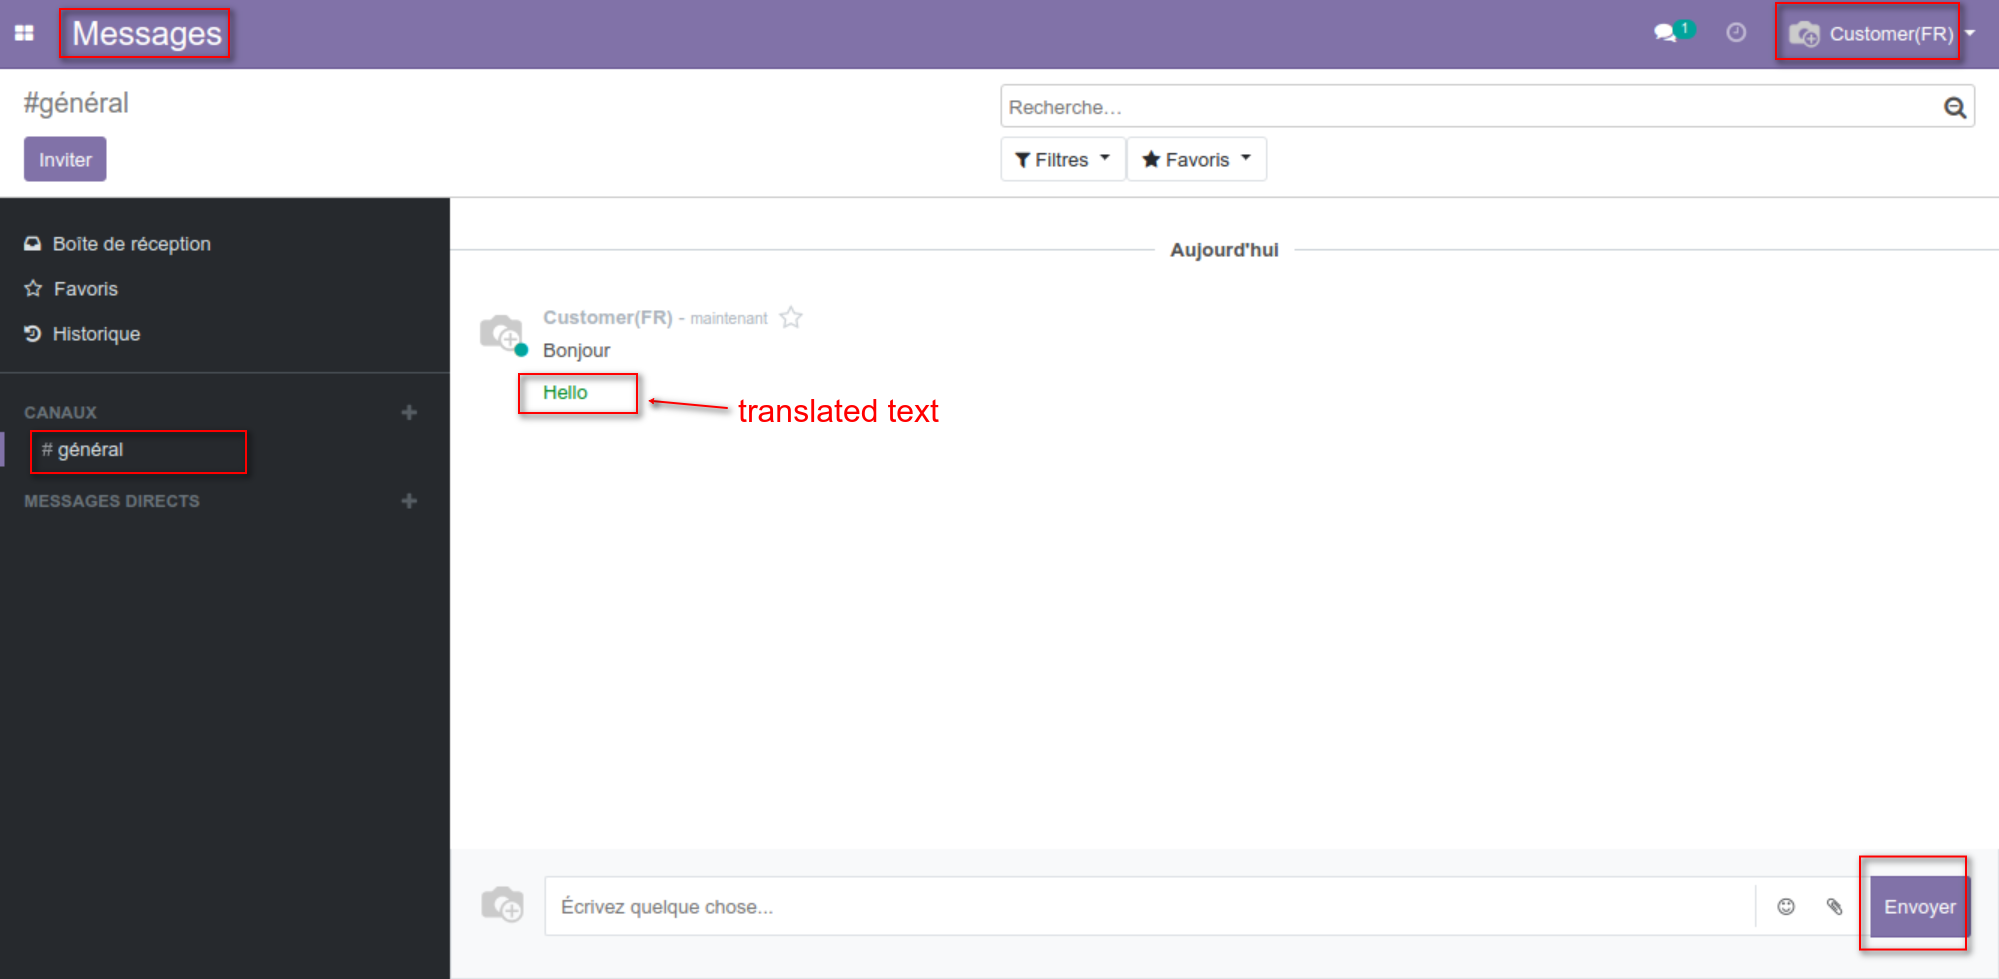 Messages
1
Customer(FR)
#général
Recherche...
Inviter
Filtres
Favoris
Boîte de réception
Favoris
Historique
CANAUX
# général
MESSAGES DIRECTS
Aujourd'hui
Customer(FR) - maintenant
Bonjour
Hello
translated text
Écrivez quelque chose...
Envoyer